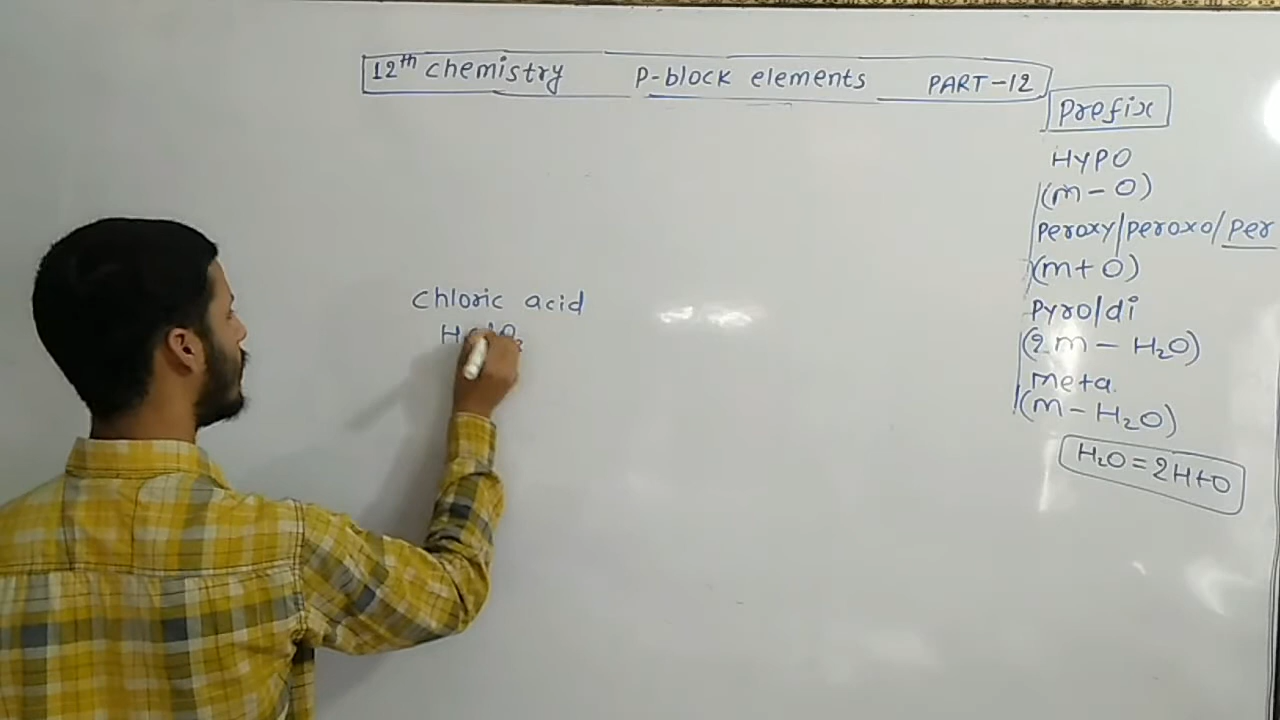 12th chemistry P-block elements PART-12
Prefix
HYPO
(m - O)
Peroxy/Peroxo/per
(m + O)
Pyro/di
(2m - H2O)
meta.
(m - H2O)
H2O = 2H+O
Chloric acid